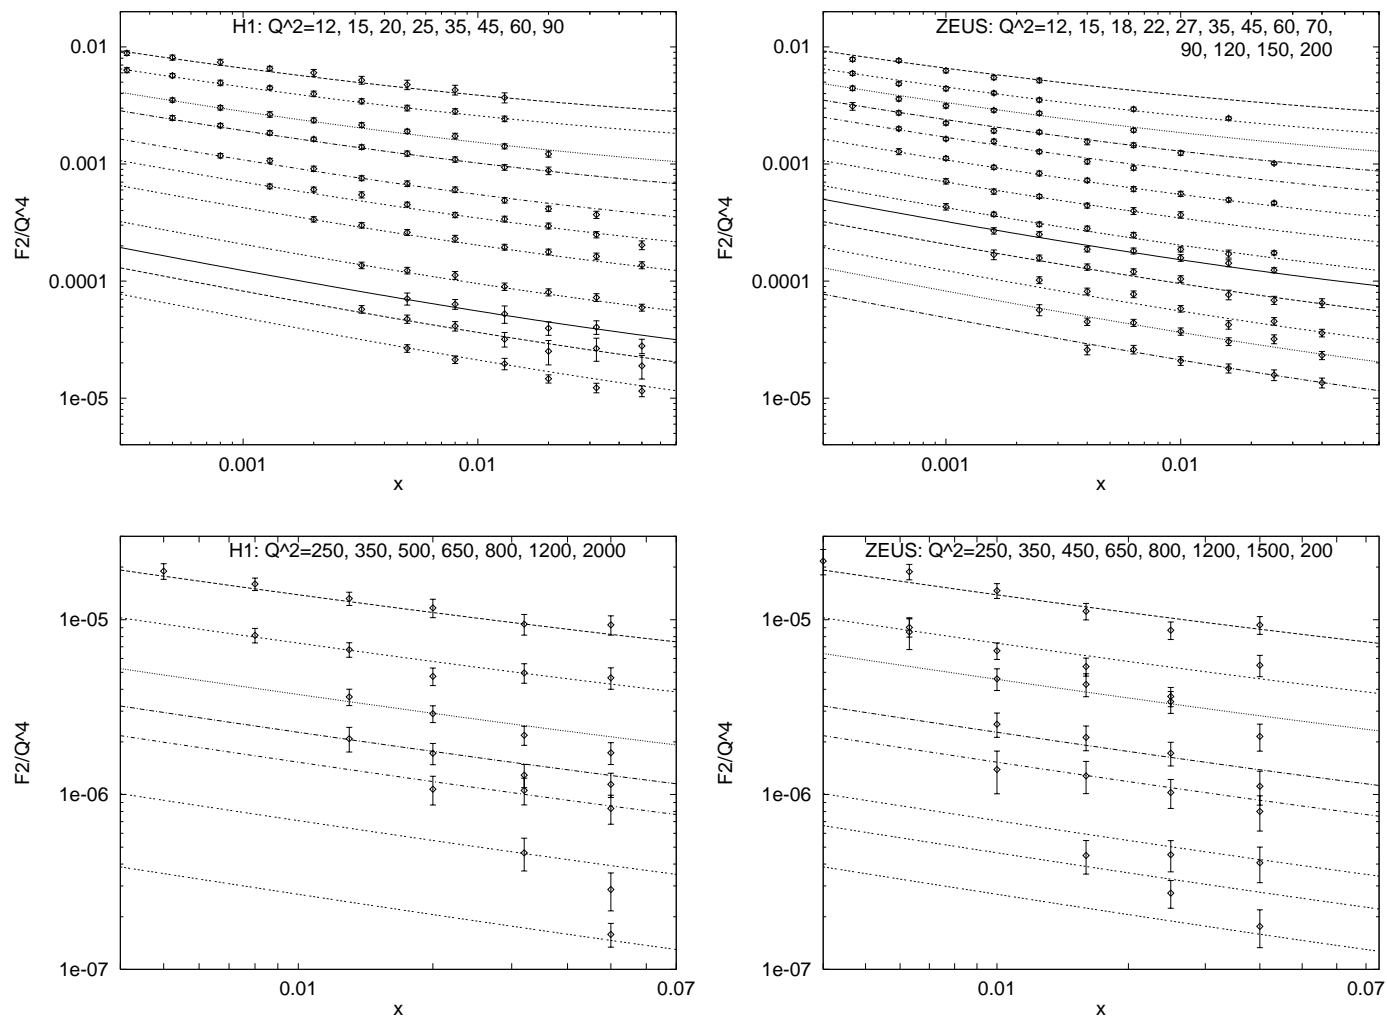 H1: Q^2=12, 15, 20, 25, 35, 45, 60, 90
0.01
0.001
0.0001
1e-05
F2/Q^4
0.001
0.01
x
ZEUS: Q^2=12, 15, 18, 22, 27, 35, 45, 60, 70,
90, 120, 150, 200
0.01
0.001
0.0001
1e-05
F2/Q^4
0.001
0.01
x
H1: Q^2=250, 350, 500, 650, 800, 1200, 2000
1e-05
1e-06
1e-07
F2/Q^4
0.01
0.07
x
ZEUS: Q^2=250, 350, 450, 650, 800, 1200, 1500, 200
1e-05
1e-06
1e-07
F2/Q^4
0.01
0.07
x